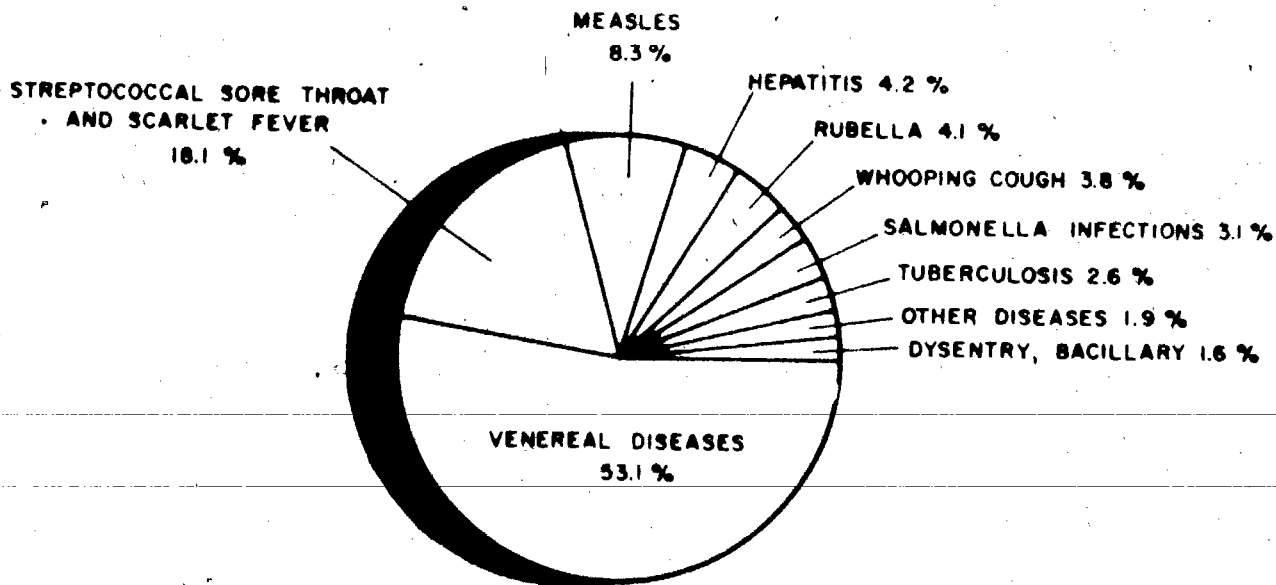 MEASLES
8.3 %
STREPTOCOCCAL SORE THROAT
AND SCARLET FEVER
18.1 %
HEPATITIS 4.2 %
RUBELLA 4.1 %
WHOOPING COUGH 3.8 %
SALMONELLA INFECTIONS 3.1 %
TUBERCULOSIS 2.6 %
OTHER DISEASES 1.9 %
DYSENTRY, BACILLARY 1.6 %
VENEREAL DISEASES
53.1 %